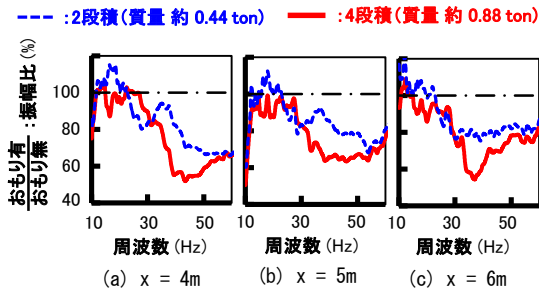 :2段積(質量 約 0.44 ton) :4段積(質量 約 0.88 ton)
おもり有
おもり無
:振幅比 (%)
100
80
60
40
10 30 50 10 30 50 10 30 50
周波数 (Hz) 周波数 (Hz) 周波数 (Hz)
(a) x = 4m (b) x = 5m (c) x = 6m